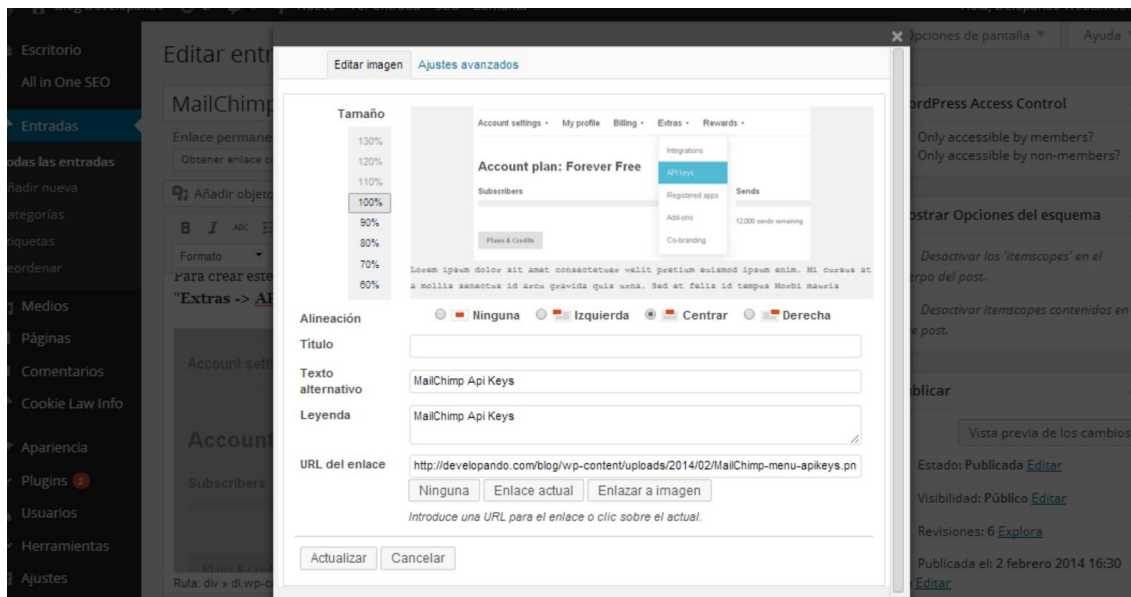 Escritorio
All in One SEO
Entradas
odas las entradas
ñadir nueva
ategorías
tiquetas
eordenar
Medios
Páginas
Comentarios
Cookie Law Info
Apariencia
Plugins 2
Usuarios
Herramientas
Ajustes
Editar entr
MailChimp
Enlace permane
Obtener enlace co
Añadir objeto
B I ABC
Formato
Para crear este
"Extras -> AP
Account setti
Account
Subscribers
Plans & Credits
Ruta: div » dl.wp-c
Editar imagen Ajustes avanzados
Tamaño
130%
120%
110%
100%
90%
80%
70%
60%
Account settings My profile Billing Extras Rewards
Integrations
Account plan: Forever Free
API keys
Subscribers Registered apps Sends
Add-ons 12,000 sends remaining
Plans & Credits Co-branding
Lorem ipsum dolor sit amet consectetuer velit pretium euismod ipsum enim. Mi cursus at
a mollis senectus id arcu gravida quis urna. Sed et felis id tempus Morbi mauris
Alineación Ninguna Izquierda Centrar Derecha
Título
Texto
alternativo
MailChimp Api Keys
Leyenda
MailChimp Api Keys
URL del enlace
http://developando.com/blog/wp-content/uploads/2014/02/MailChimp-menu-apikeys.pn
Ninguna Enlace actual Enlazar a imagen
Introduce una URL para el enlace o clic sobre el actual.
Actualizar Cancelar
Opciones de pantalla Ayuda
ordPress Access Control
Only accessible by members?
Only accessible by non-members?
ostrar Opciones del esquema
Desactivar los 'itemscopes' en el
erpo del post.
Desactivar itemscopes contenidos en
e post.
blicar
Vista previa de los cambios
Estado: Publicada Editar
Visibilidad: Público Editar
Revisiones: 6 Explora
Publicada el: 2 febrero 2014 16:30
Editar